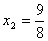 x₂ = 9/8